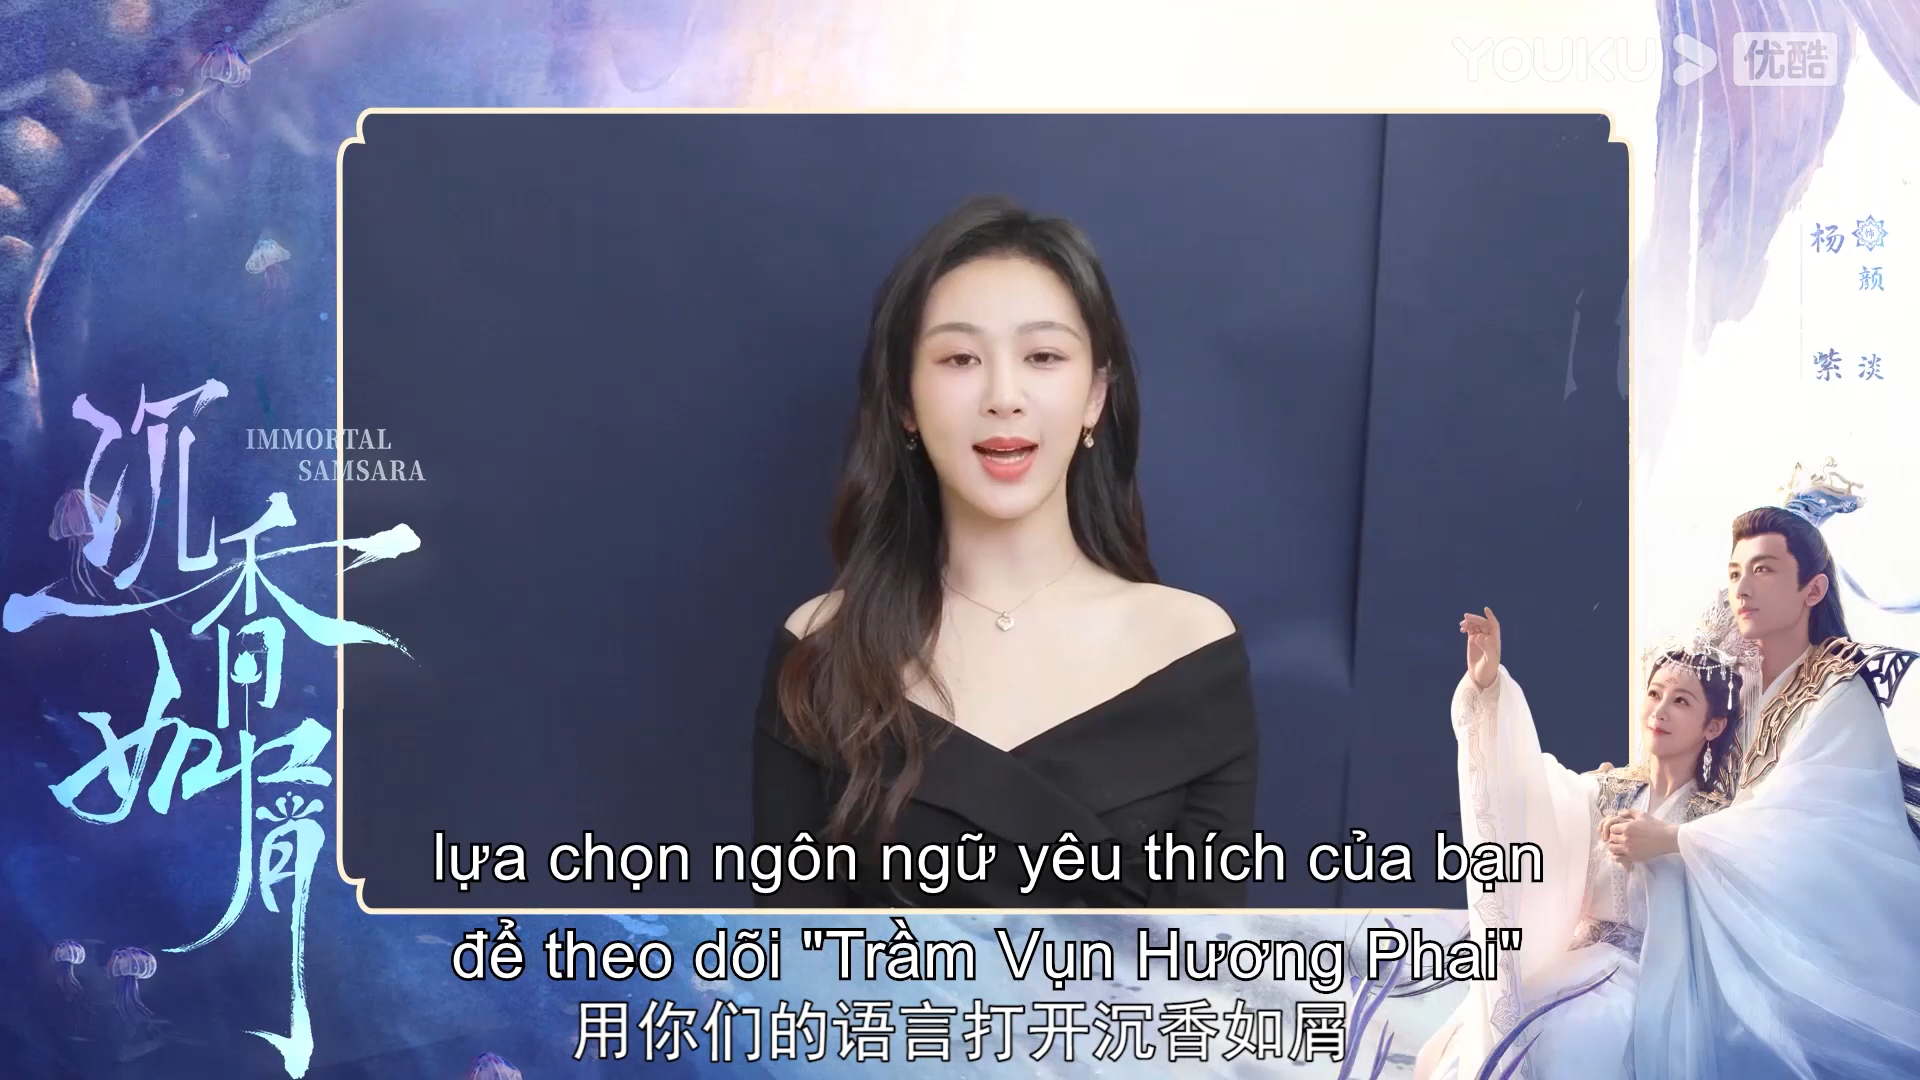 YOUKU 优酷
杨紫
饰
颜淡
沉香如屑
IMMORTAL
SAMSARA
lựa chọn ngôn ngữ yêu thích của bạn
để theo dõi "Trầm Vụn Hương Phai"
用你们的语言打开沉香如屑